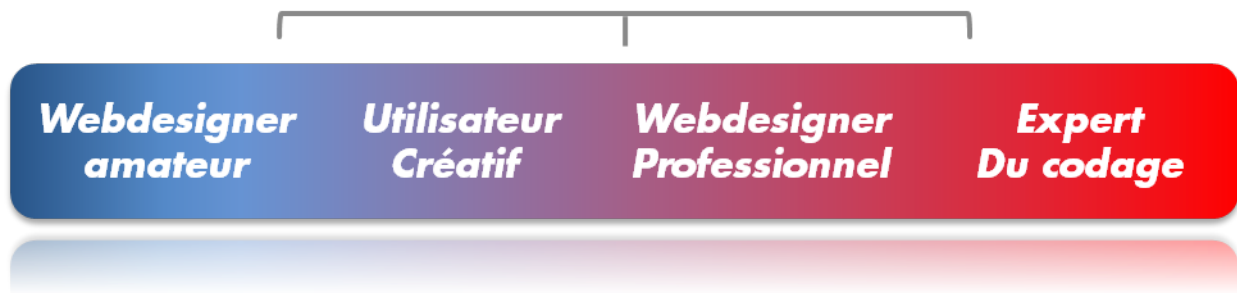 Webdesigner
amateur
Utilisateur
Créatif
Webdesigner
Professionnel
Expert
Du codage